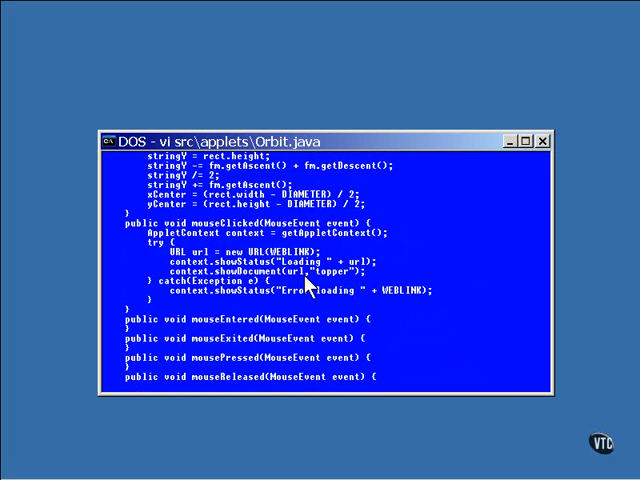 DOS - vi src\applets\Orbit.java
stringY = rect.height;
stringY -= fm.getAscent() + fm.getDescent();
stringY /= 2;
stringY += fm.getAscent();
xCenter = (rect.width - DIAMETER) / 2;
yCenter = (rect.height - DIAMETER) / 2;
}
public void mouseClicked(MouseEvent event) {
AppletContext context = getAppletContext();
try {
URL url = new URL(WEBLINK);
context.showStatus("Loading " + url);
context.showDocument(url,"topper");
} catch(Exception e) {
context.showStatus("Error loading " + WEBLINK);
}
}
public void mouseEntered(MouseEvent event) {
}
public void mouseExited(MouseEvent event) {
}
public void mousePressed(MouseEvent event) {
}
public void mouseReleased(MouseEvent event) {
VTC